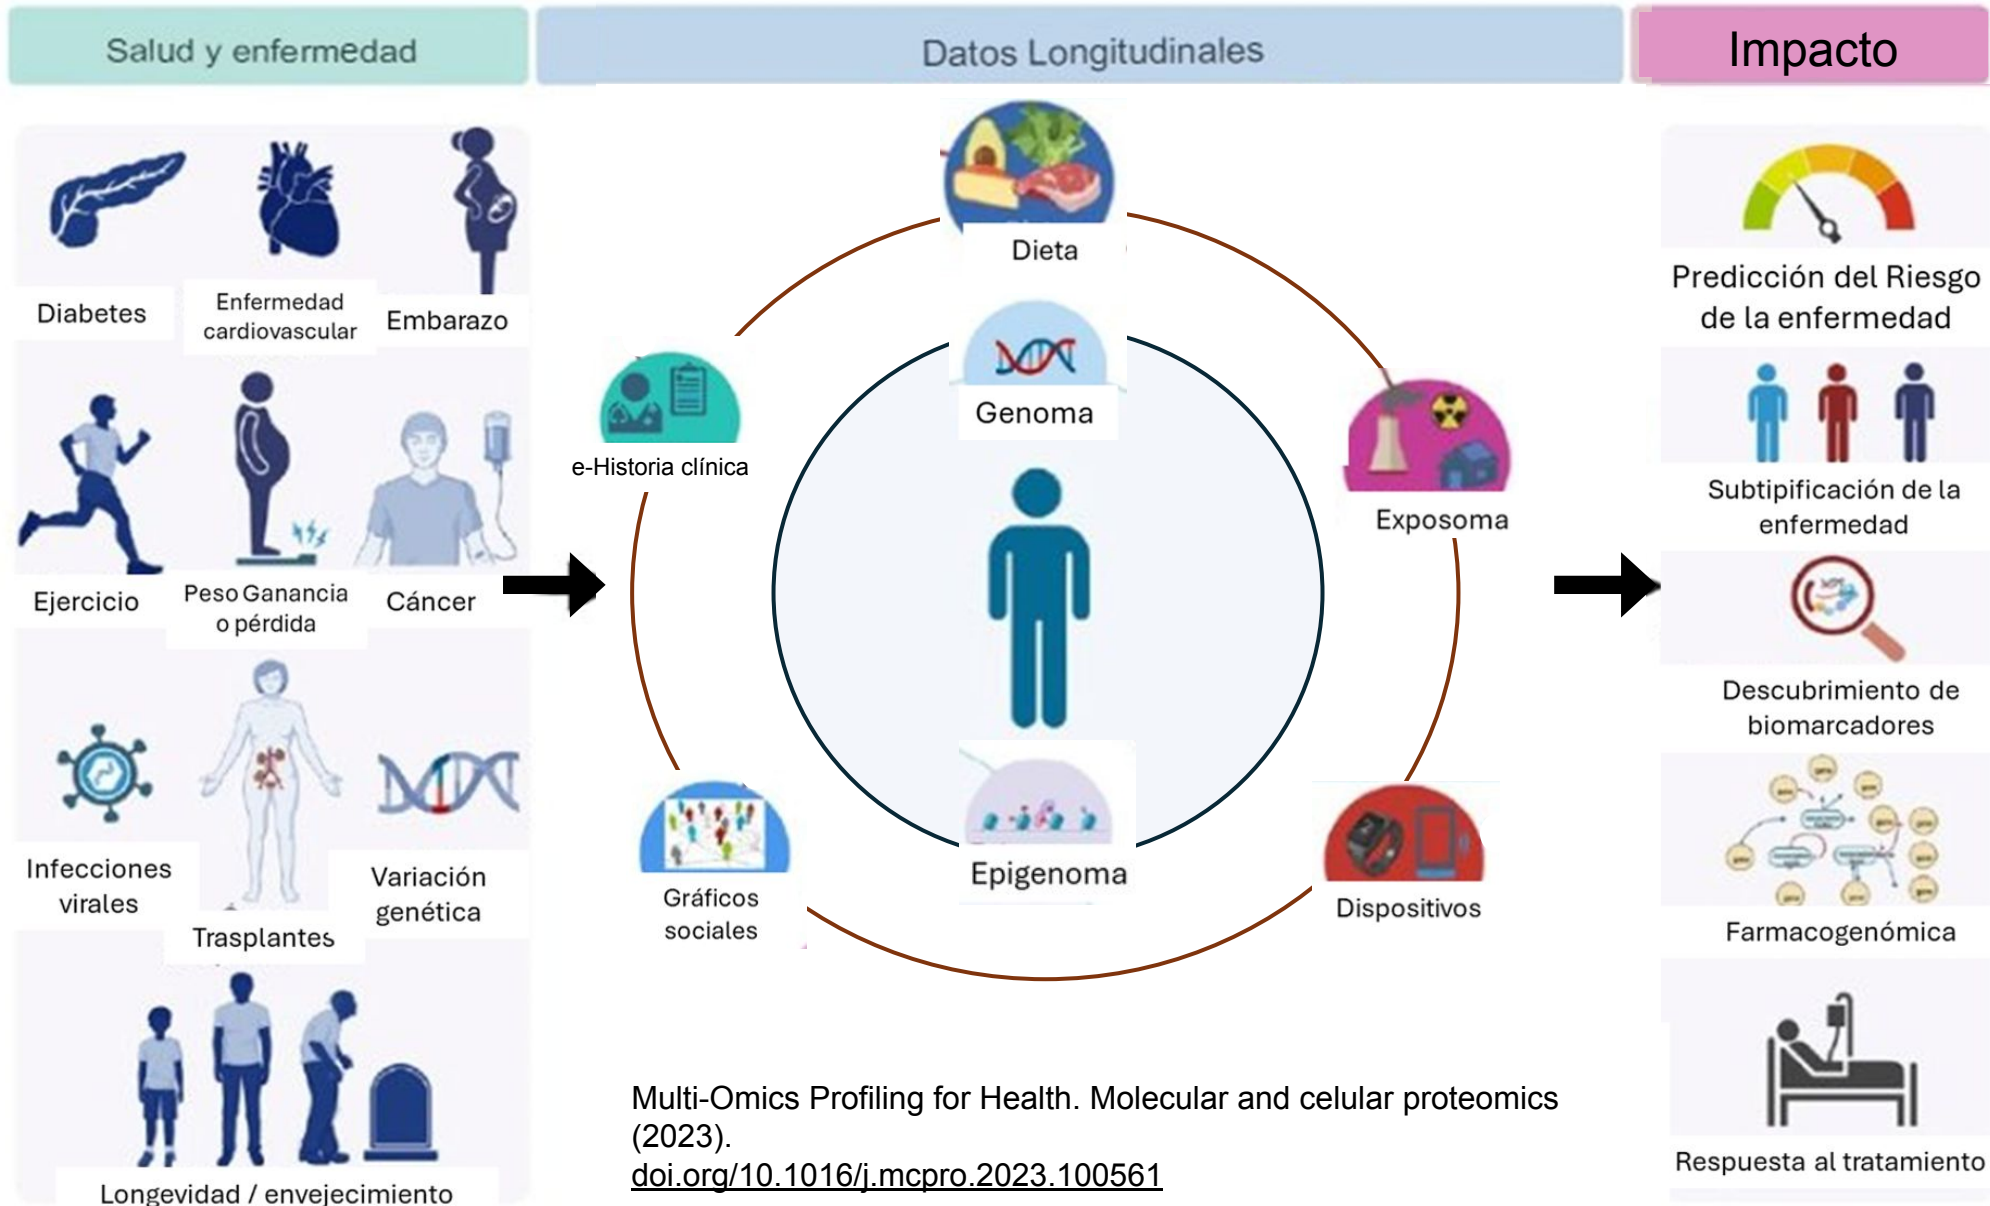 Salud y enfermedad
Datos Longitudinales
Impacto
Diabetes
Enfermedad
cardiovascular
Embarazo
Ejercicio
Peso Ganancia
o pérdida
Cáncer
Infecciones
virales
Trasplantes
Variación
genética
Longevidad / envejecimiento
Dieta
Genoma
e-Historia clínica
Exposoma
Epigenoma
Gráficos
sociales
Dispositivos
Multi-Omics Profiling for Health. Molecular and celular proteomics
(2023).
doi.org/10.1016/j.mcpro.2023.100561
Predicción del Riesgo
de la enfermedad
Subtipificación de la
enfermedad
Descubrimiento de
biomarcadores
Farmacogenómica
Respuesta al tratamiento